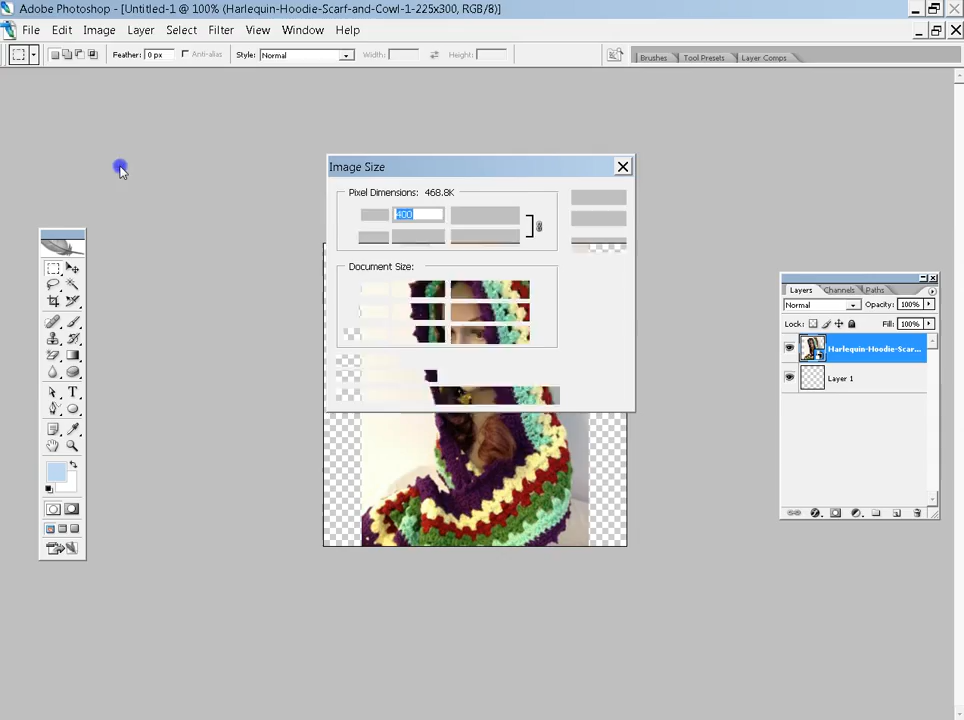 Adobe Photoshop - [Untitled-1 @ 100% (Harlequin-Hoodie-Scarf-and-Cowl-1-225x300, RGB/8)]
File Edit Image Layer Select Filter View Window Help
Feather: 0 px Anti-alias Style: Normal Width: Height: Brushes Tool Presets Layer Comps
Image Size
Pixel Dimensions: 468.8K
400
Document Size:
Layers Channels Paths
Normal Opacity: 100%
Lock: Fill: 100%
Harlequin-Hoodie-Scar...
Layer 1
T